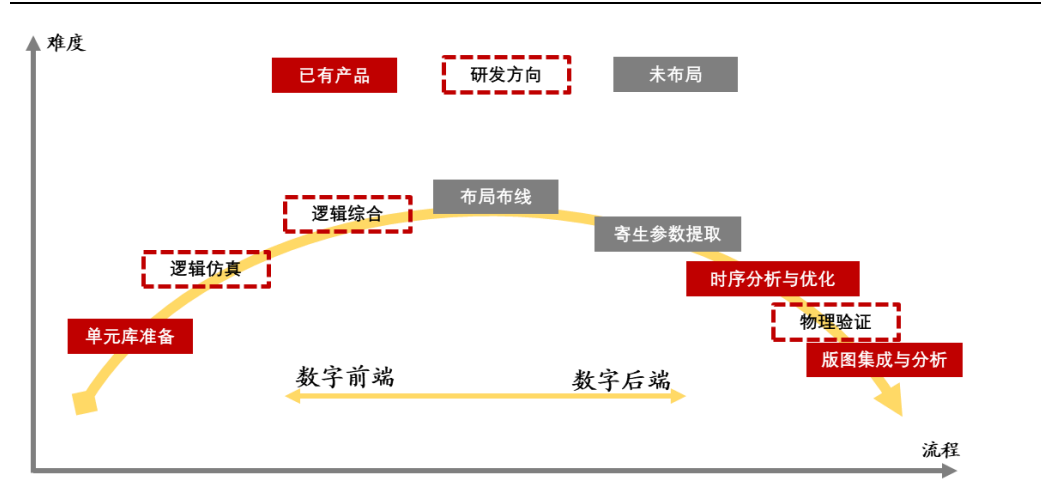 难度
已有产品
研发方向
未布局
布局布线
逻辑综合
寄生参数提取
逻辑仿真
时序分析与优化
物理验证
单元库准备
版图集成与分析
数字前端
数字后端
流程